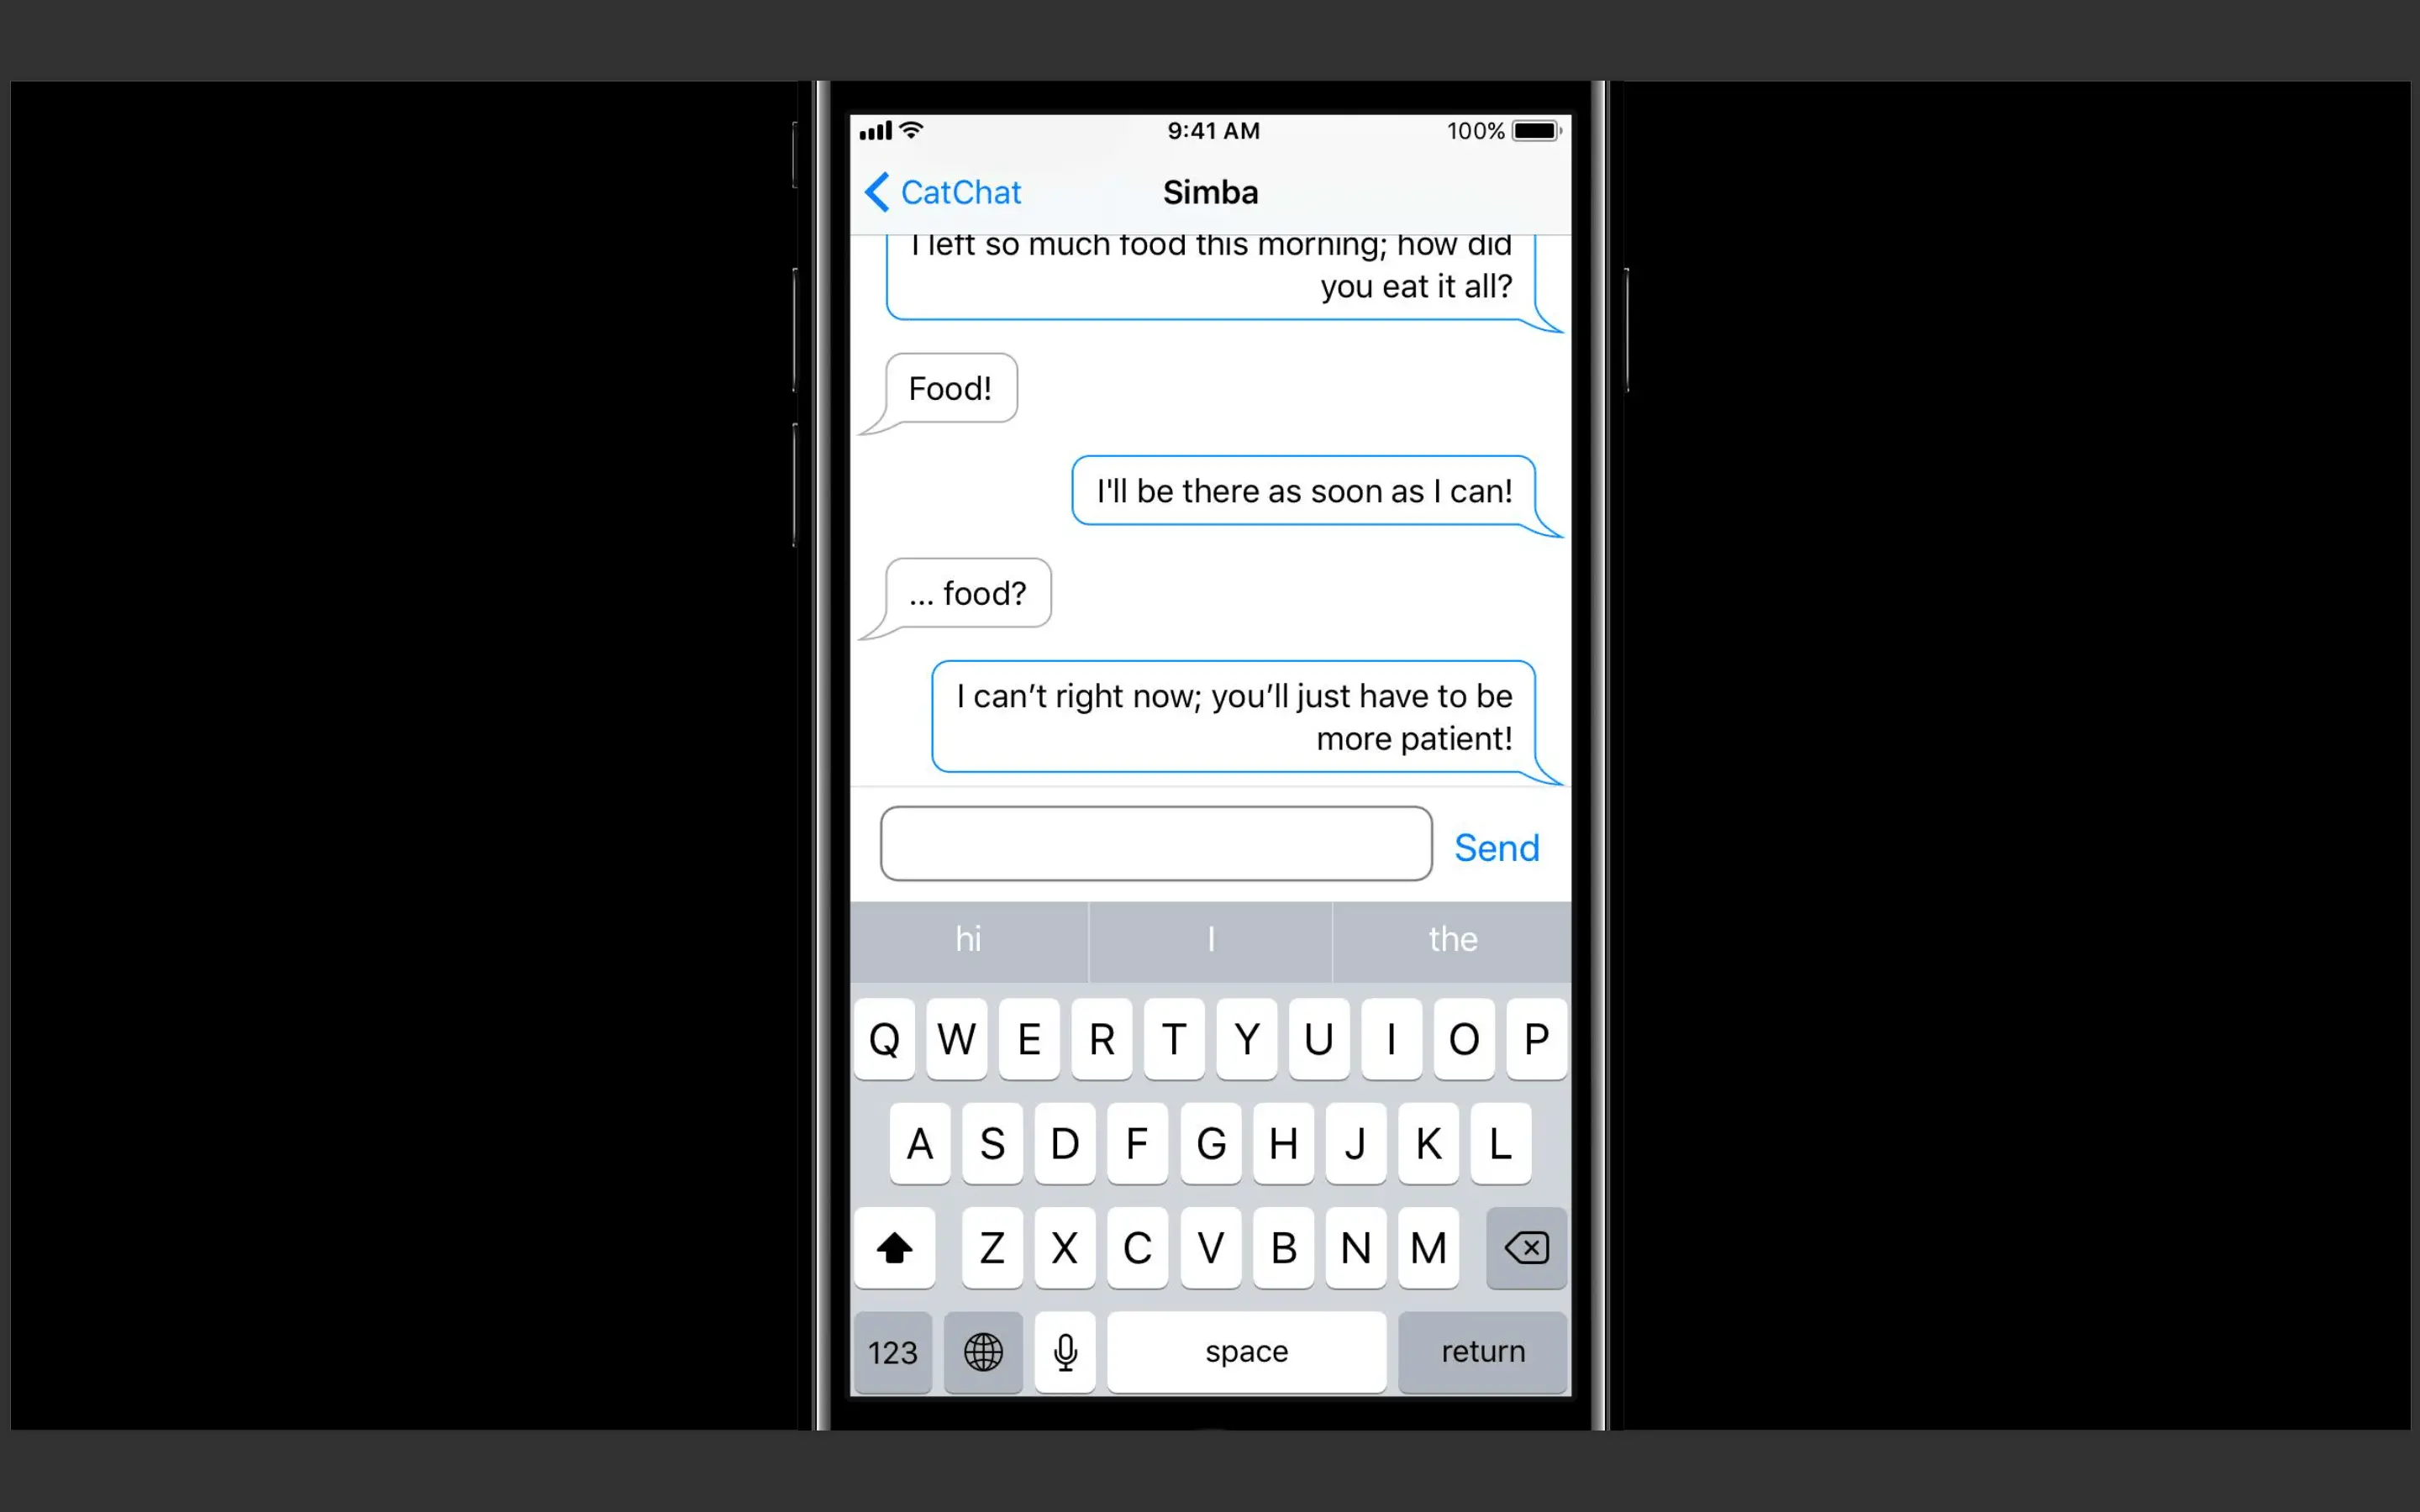 9:41 AM
100%
CatChat
Simba
I left so much food this morning; how did
you eat it all?
Food!
I'll be there as soon as I can!
... food?
I can’t right now; you’ll just have to be
more patient!
Send
hi I the
Q W E R T Y U I O P
A S D F G H J K L
Z X C V B N M
123 space return